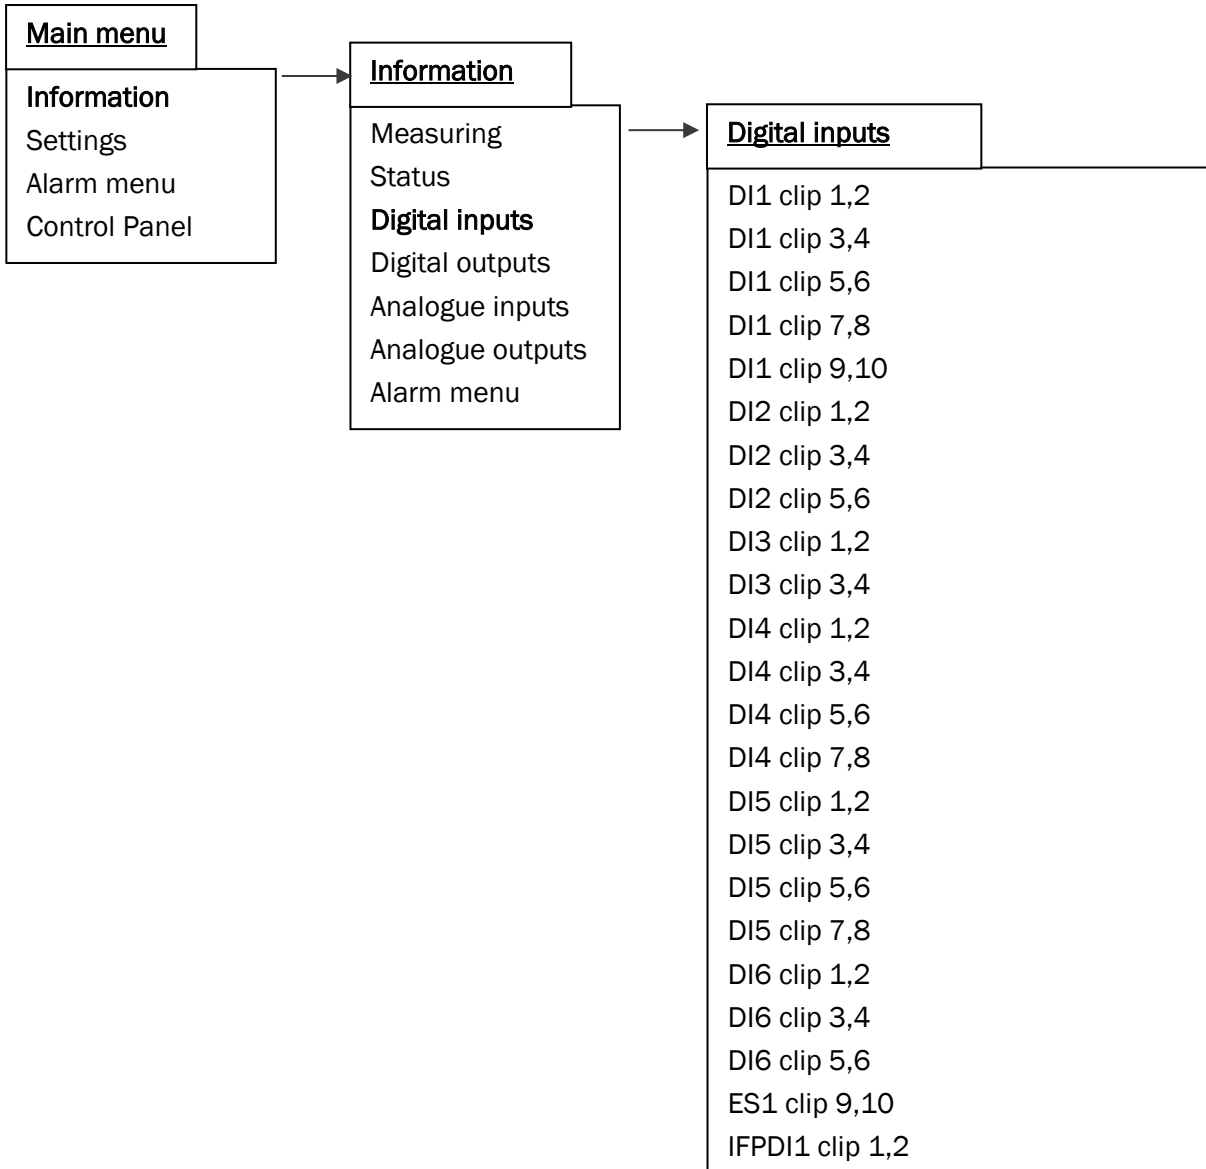 Main menu
Information
Settings
Alarm menu
Control Panel
Information
Measuring
Status
Digital inputs
Digital outputs
Analogue inputs
Analogue outputs
Alarm menu
Digital inputs
DI1 clip 1,2
DI1 clip 3,4
DI1 clip 5,6
DI1 clip 7,8
DI1 clip 9,10
DI2 clip 1,2
DI2 clip 3,4
DI2 clip 5,6
DI3 clip 1,2
DI3 clip 3,4
DI4 clip 1,2
DI4 clip 3,4
DI4 clip 5,6
DI4 clip 7,8
DI5 clip 1,2
DI5 clip 3,4
DI5 clip 5,6
DI5 clip 7,8
DI6 clip 1,2
DI6 clip 3,4
DI6 clip 5,6
ES1 clip 9,10
IFPDI1 clip 1,2